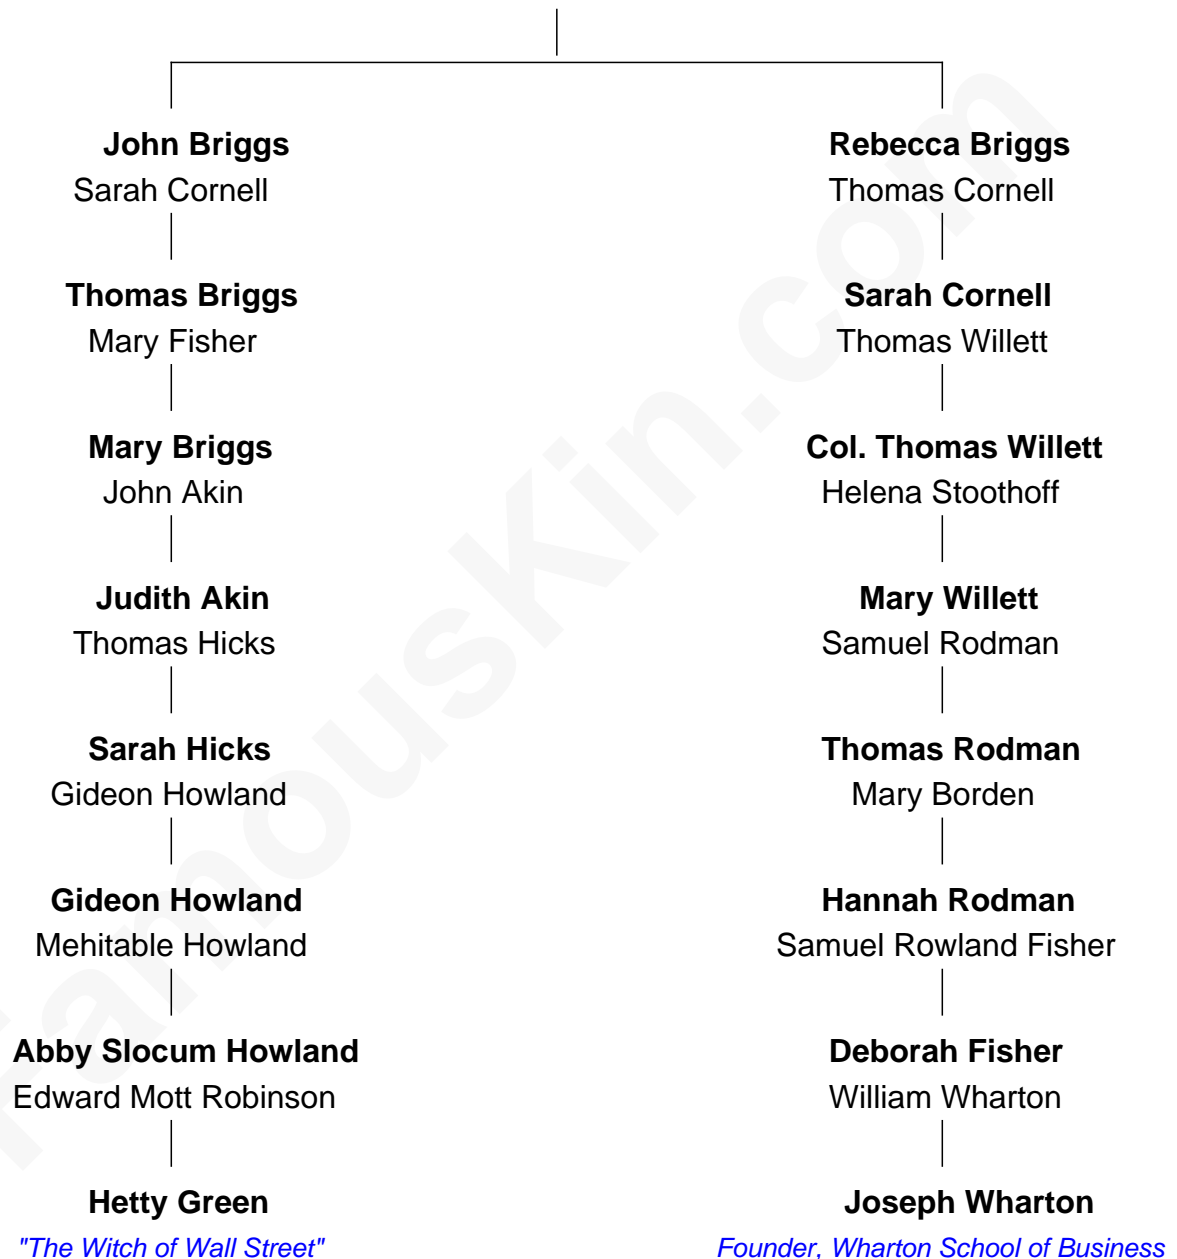 John Briggs
Sarah Cornell
Rebecca Briggs
Thomas Cornell
Thomas Briggs
Mary Fisher
Sarah Cornell
Thomas Willett
Mary Briggs
John Akin
Col. Thomas Willett
Helena Stoothoff
Judith Akin
Thomas Hicks
Mary Willett
Samuel Rodman
Sarah Hicks
Gideon Howland
Thomas Rodman
Mary Borden
Gideon Howland
Mehitable Howland
Hannah Rodman
Samuel Rowland Fisher
Abby Slocum Howland
Edward Mott Robinson
Deborah Fisher
William Wharton
Hetty Green
"The Witch of Wall Street"
Joseph Wharton
Founder, Wharton School of Business
FamousKin.com